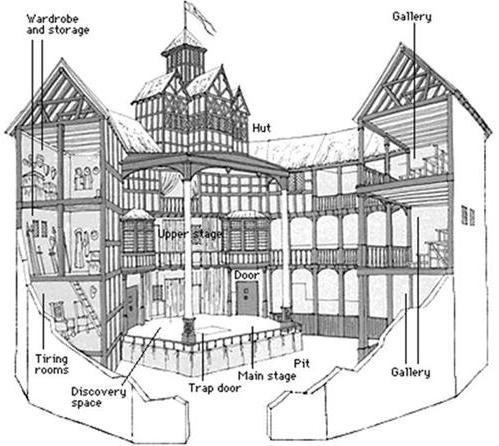 Wardrobe
and storage
Gallery
Hut
Upper stage
Door
Tiring
rooms
Discovery
space
Trap door
Main stage
Pit
Gallery